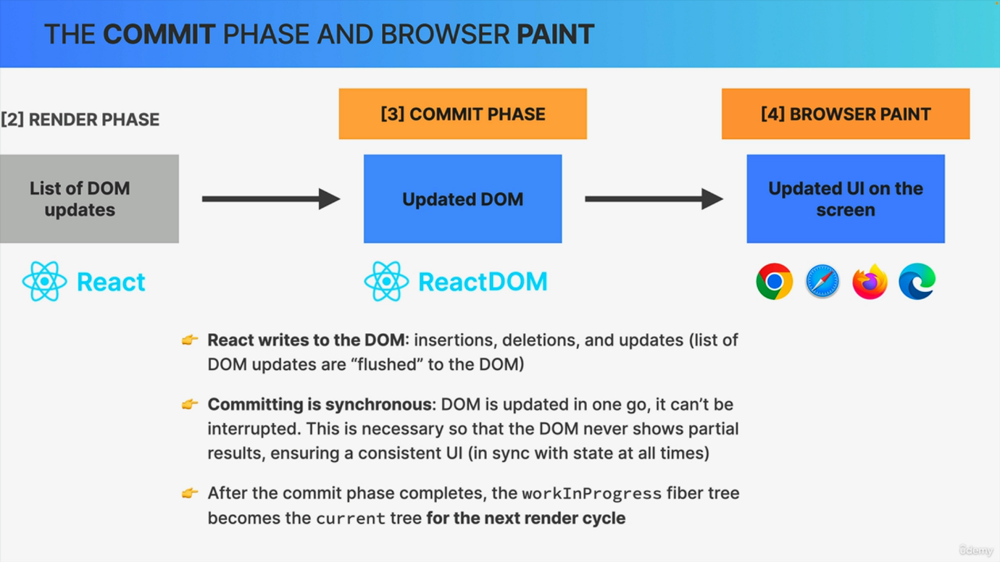 THE COMMIT PHASE AND BROWSER PAINT
[2] RENDER PHASE
[3] COMMIT PHASE
[4] BROWSER PAINT
List of DOM
updates
Updated DOM
Updated UI on the
screen
React
ReactDOM
React writes to the DOM: insertions, deletions, and updates (list of
DOM updates are “flushed” to the DOM)
Committing is synchronous: DOM is updated in one go, it can’t be
interrupted. This is necessary so that the DOM never shows partial
results, ensuring a consistent UI (in sync with state at all times)
After the commit phase completes, the workInProgress fiber tree
becomes the current tree for the next render cycle
ûdemy